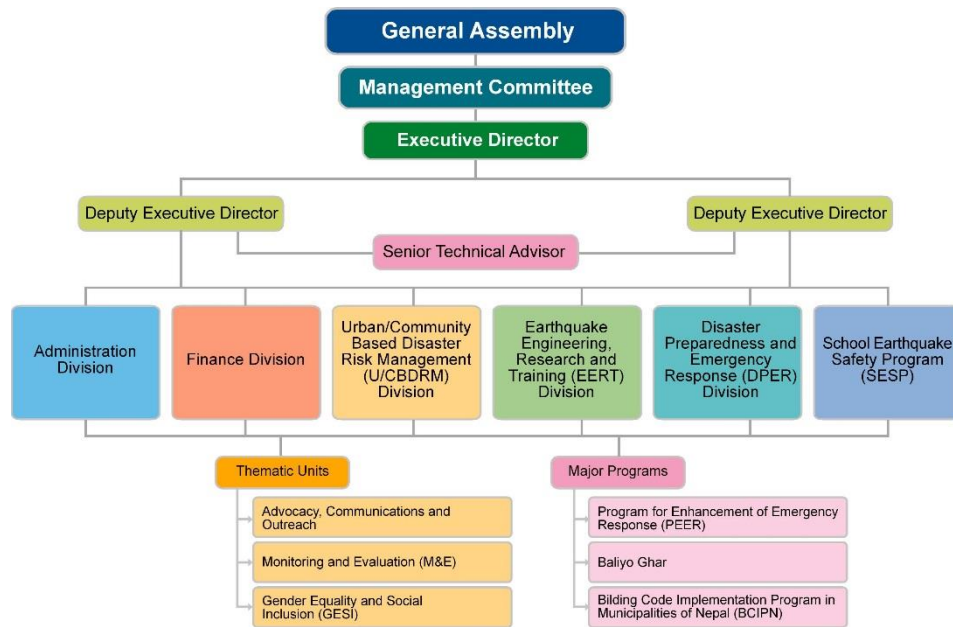 General Assembly
Management Committee
Executive Director
Deputy Executive Director
Deputy Executive Director
Senior Technical Advisor
Administration
Division
Finance Division
Urban/Community
Based Disaster
Risk Management
(U/CBDRM)
Division
Earthquake
Engineering,
Research and
Training (EERT)
Division
Disaster
Preparedness and
Emergency
Response (DPER)
Division
School Earthquake
Safety Program
(SESP)
Thematic Units
Advocacy, Communications and
Outreach
Monitoring and Evaluation (M&E)
Gender Equality and Social
Inclusion (GESI)
Major Programs
Program for Enhancement of Emergency
Response (PEER)
Baliyo Ghar
Bilding Code Implementation Program in
Municipalities of Nepal (BCIPN)